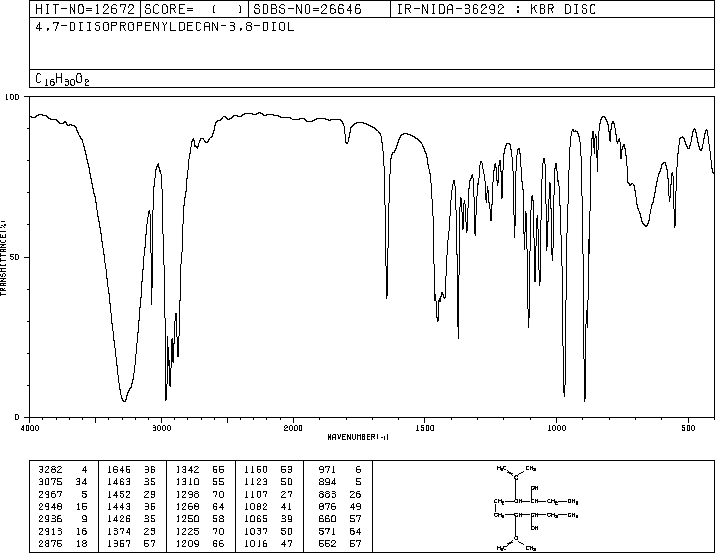 HIT-NO=12672 SCORE= ( ) SDBS-NO=26646 IR-NIDA-36292 : KBR DISC
4,7-DIISOPROPENYLDECAN-3,8-DIOL
C16H30O2
100
50
0
TRANSMITTANCE(%)
4000 3000 2000 1500 1000 500
WAVENUMBER(-1)
3282 4 1646 36 1342 55 1160 53 971 6
3075 34 1463 35 1310 55 1123 50 894 5
2967 5 1452 29 1298 70 1107 27 883 26
2948 15 1443 36 1268 64 1082 41 876 49
2936 9 1426 35 1250 58 1065 39 660 57
2913 16 1374 23 1225 70 1037 50 571 64
2875 18 1367 57 1209 66 1016 47 552 57